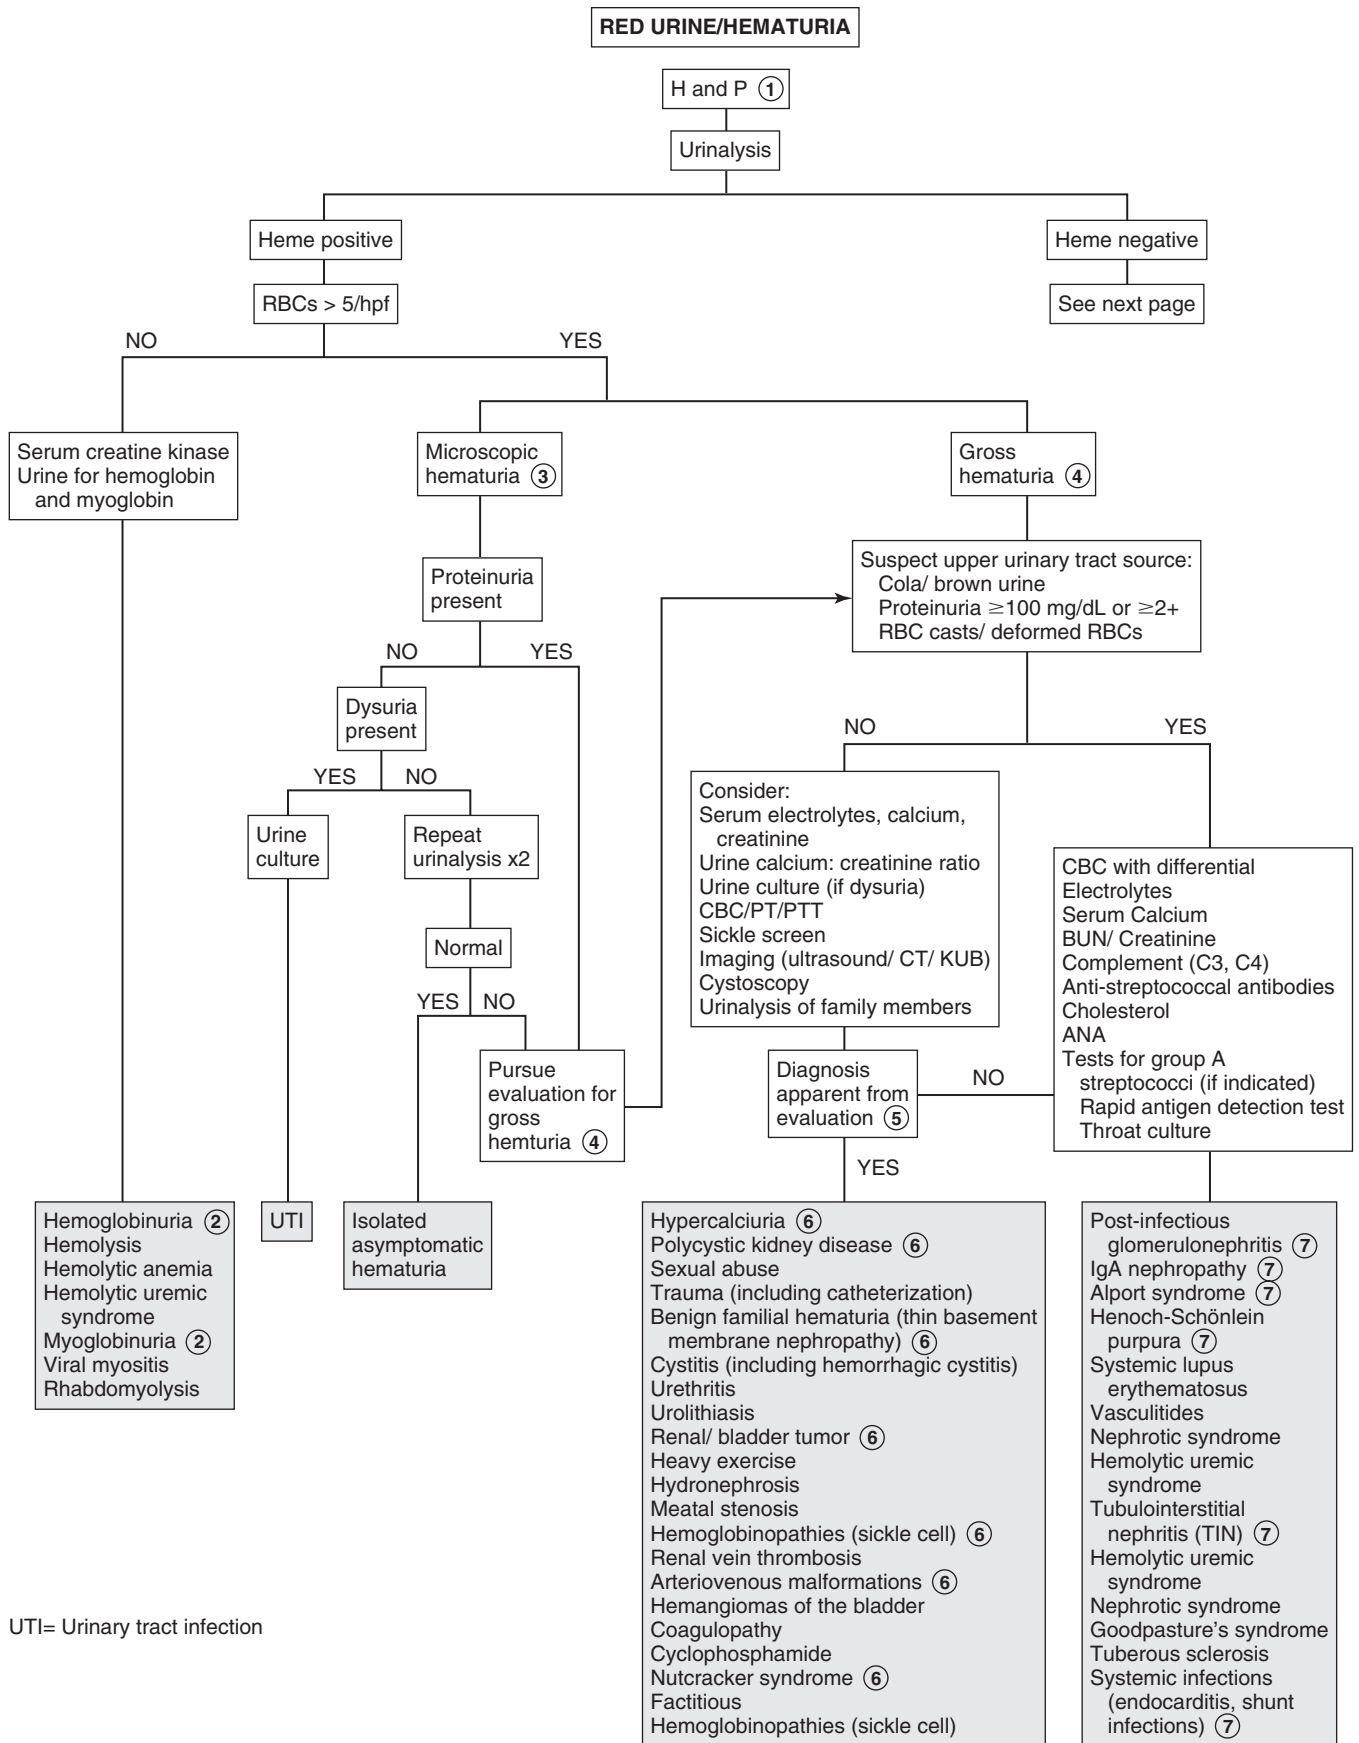 RED URINE/HEMATURIA
H and P 1
Urinalysis
Heme positive
Heme negative
RBCs > 5/hpf
See next page
NO
YES
Serum creatine kinase
Urine for hemoglobin
and myoglobin
Microscopic
hematuria 3
Gross
hematuria 4
Proteinuria
present
Suspect upper urinary tract source:
Cola/ brown urine
Proteinuria ≥100 mg/dL or ≥2+
RBC casts/ deformed RBCs
NO
YES
Dysuria
present
YES
NO
Urine
culture
Repeat
urinalysis x2
Normal
YES
NO
Pursue
evaluation for
gross
hemturia 4
NO
YES
Consider:
Serum electrolytes, calcium,
creatinine
Urine calcium: creatinine ratio
Urine culture (if dysuria)
CBC/PT/PTT
Sickle screen
Imaging (ultrasound/ CT/ KUB)
Cystoscopy
Urinalysis of family members
CBC with differential
Electrolytes
Serum Calcium
BUN/ Creatinine
Complement (C3, C4)
Anti-streptococcal antibodies
Cholesterol
ANA
Tests for group A
streptococci (if indicated)
Rapid antigen detection test
Throat culture
Diagnosis
apparent from
evaluation 5
NO
YES
Hemoglobinuria 2
Hemolysis
Hemolytic anemia
Hemolytic uremic
syndrome
Myoglobinuria 2
Viral myositis
Rhabdomyolysis
UTI
Isolated
asymptomatic
hematuria
Hypercalciuria 6
Polycystic kidney disease 6
Sexual abuse
Trauma (including catheterization)
Benign familial hematuria (thin basement
membrane nephropathy) 6
Cystitis (including hemorrhagic cystitis)
Urethritis
Urolithiasis
Renal/ bladder tumor 6
Heavy exercise
Hydronephrosis
Meatal stenosis
Hemoglobinopathies (sickle cell) 6
Renal vein thrombosis
Arteriovenous malformations 6
Hemangiomas of the bladder
Coagulopathy
Cyclophosphamide
Nutcracker syndrome 6
Factitious
Hemoglobinopathies (sickle cell)
Post-infectious
glomerulonephritis 7
IgA nephropathy 7
Alport syndrome 7
Henoch-Schönlein
purpura 7
Systemic lupus
erythematosus
Vasculitides
Nephrotic syndrome
Hemolytic uremic
syndrome
Tubulointerstitial
nephritis (TIN) 7
Hemolytic uremic
syndrome
Nephrotic syndrome
Goodpasture's syndrome
Tuberous sclerosis
Systemic infections
(endocarditis, shunt
infections) 7
UTI= Urinary tract infection